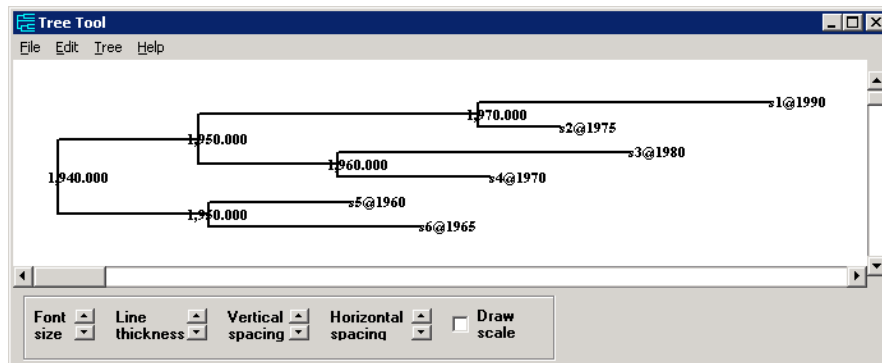 Tree Tool
File Edit Tree Help
s1@1990
1,970.000
s2@1975
1,950.000
s3@1980
1,960.000
1,940.000
s4@1970
s5@1960
1,950.000
s6@1965
Font size
Line thickness
Vertical spacing
Horizontal spacing
Draw scale